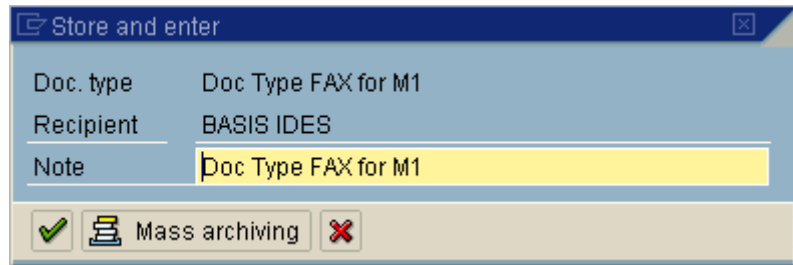 Store and enter
Doc. type Doc Type FAX for M1
Recipient BASIS IDES
Note Doc Type FAX for M1
Mass archiving